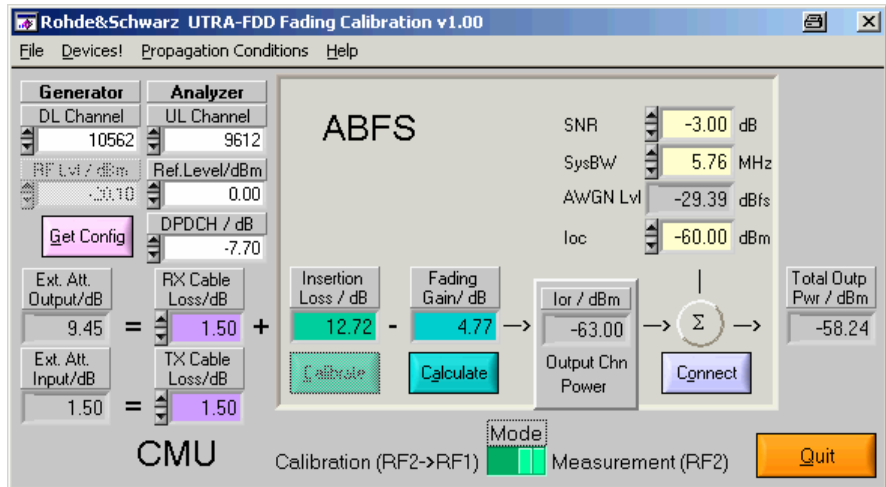 Rohde&Schwarz UTRA-FDD Fading Calibration v1.00
File Devices! Propagation Conditions Help
Generator
DL Channel
10562
RF Lvl / dBm
Get Config
Analyzer
UL Channel
9612
Ref.Level/dBm
0.00
DPDCH / dB
-7.70
ABFS
SNR -3.00 dB
SysBW 5.76 MHz
AWGN Lvl -29.39 dBfs
Ioc -60.00 dBm
Ext. Att.
Output/dB
9.45
=
RX Cable
Loss/dB
1.50
+
Insertion
Loss / dB
12.72
-
Fading
Gain/ dB
4.77
Ior / dBm
-63.00
Output Chn
Power
Σ
Total Outp
Pwr / dBm
-58.24
Calibrate
Calculate
Connect
Ext. Att.
Input/dB
1.50
=
TX Cable
Loss/dB
1.50
CMU
Mode
Calibration (RF2->RF1)
Measurement (RF2)
Quit